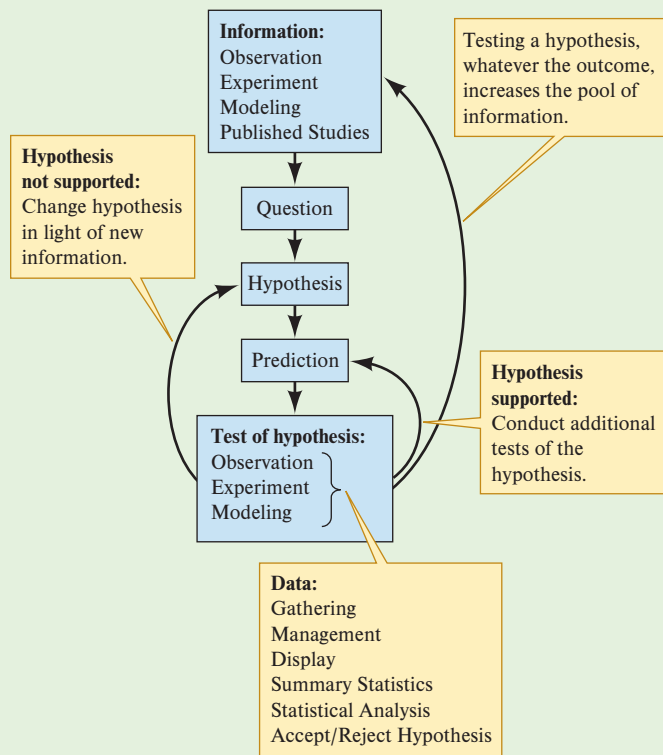 Information:
Observation
Experiment
Modeling
Published Studies
Testing a hypothesis,
whatever the outcome,
increases the pool of
information.
Hypothesis
not supported:
Change hypothesis
in light of new
information.
Question
Hypothesis
Prediction
Hypothesis
supported:
Conduct additional
tests of the
hypothesis.
Test of hypothesis:
Observation
Experiment
Modeling
Data:
Gathering
Management
Display
Summary Statistics
Statistical Analysis
Accept/Reject Hypothesis